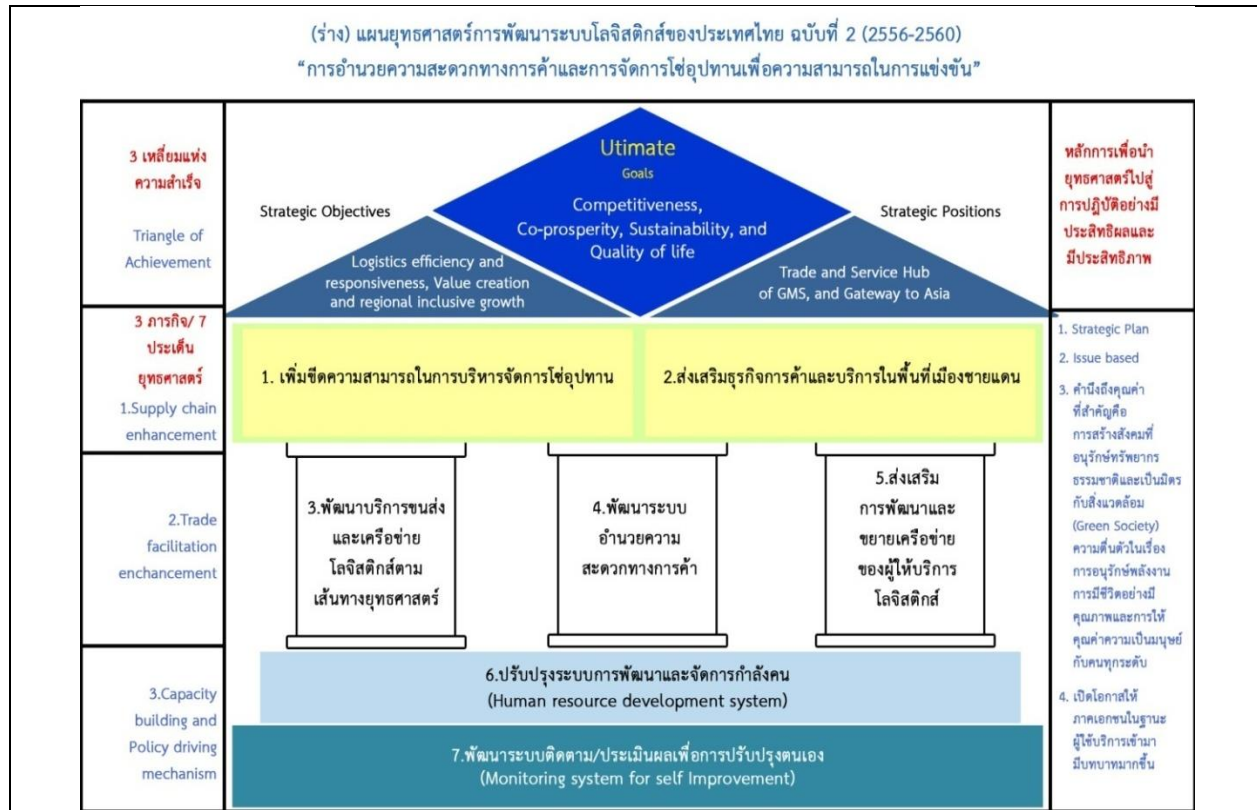 (ร่าง) แผนยุทธศาสตร์การพัฒนาระบบโลจิสติกส์ของประเทศไทย ฉบับที่ 2 (2556-2560)
“การอำนวยความสะดวกทางการค้าและการจัดการโซ่อุปทานเพื่อความสามารถในการแข่งขัน”
3 เหลี่ยมแห่ง
ความสำเร็จ
Triangle of
Achievement
Strategic Objectives
Utimate
Goals
Competitiveness,
Co-prosperity, Sustainability, and
Quality of life
Strategic Positions
Logistics efficiency and
responsiveness, Value creation
and regional inclusive growth
Trade and Service Hub
of GMS, and Gateway to Asia
หลักการเพื่อนำ
ยุทธศาสตร์ไปสู่
การปฏิบัติอย่างมี
ประสิทธิผลและ
มีประสิทธิภาพ
3 ภารกิจ/ 7
ประเด็น
ยุทธศาสตร์
1.Supply chain
enhancement
1. เพิ่มขีดความสามารถในการบริหารจัดการโซ่อุปทาน
2.ส่งเสริมธุรกิจการค้าและบริการในพื้นที่เมืองชายแดน
2.Trade
facilitation
enchancement
3.พัฒนาบริการขนส่ง
และเครือข่าย
โลจิสติกส์ตาม
เส้นทางยุทธศาสตร์
4.พัฒนาระบบ
อำนวยความ
สะดวกทางการค้า
5.ส่งเสริม
การพัฒนาและ
ขยายเครือข่าย
ของผู้ให้บริการ
โลจิสติกส์
3.Capacity
building and
Policy driving
mechanism
6.ปรับปรุงระบบการพัฒนาและจัดการกำลังคน
(Human resource development system)
7.พัฒนาระบบติดตาม/ประเมินผลเพื่อการปรับปรุงตนเอง
(Monitoring system for self Improvement)
1. Strategic Plan
2. Issue based
3. คำนึงถึงคุณค่า
ที่สำคัญคือ
การสร้างสังคมที่
อนุรักษ์ทรัพยากร
ธรรมชาติและเป็นมิตร
กับสิ่งแวดล้อม
(Green Society)
ความตื่นตัวในเรื่อง
การอนุรักษ์พลังงาน
การมีชีวิตอย่างมี
คุณภาพและการให้
คุณค่าความเป็นมนุษย์
กับคนทุกระดับ
4. เปิดโอกาสให้
ภาคเอกชนในฐานะ
ผู้ใช้บริการเข้ามา
มีบทบาทมากขึ้น